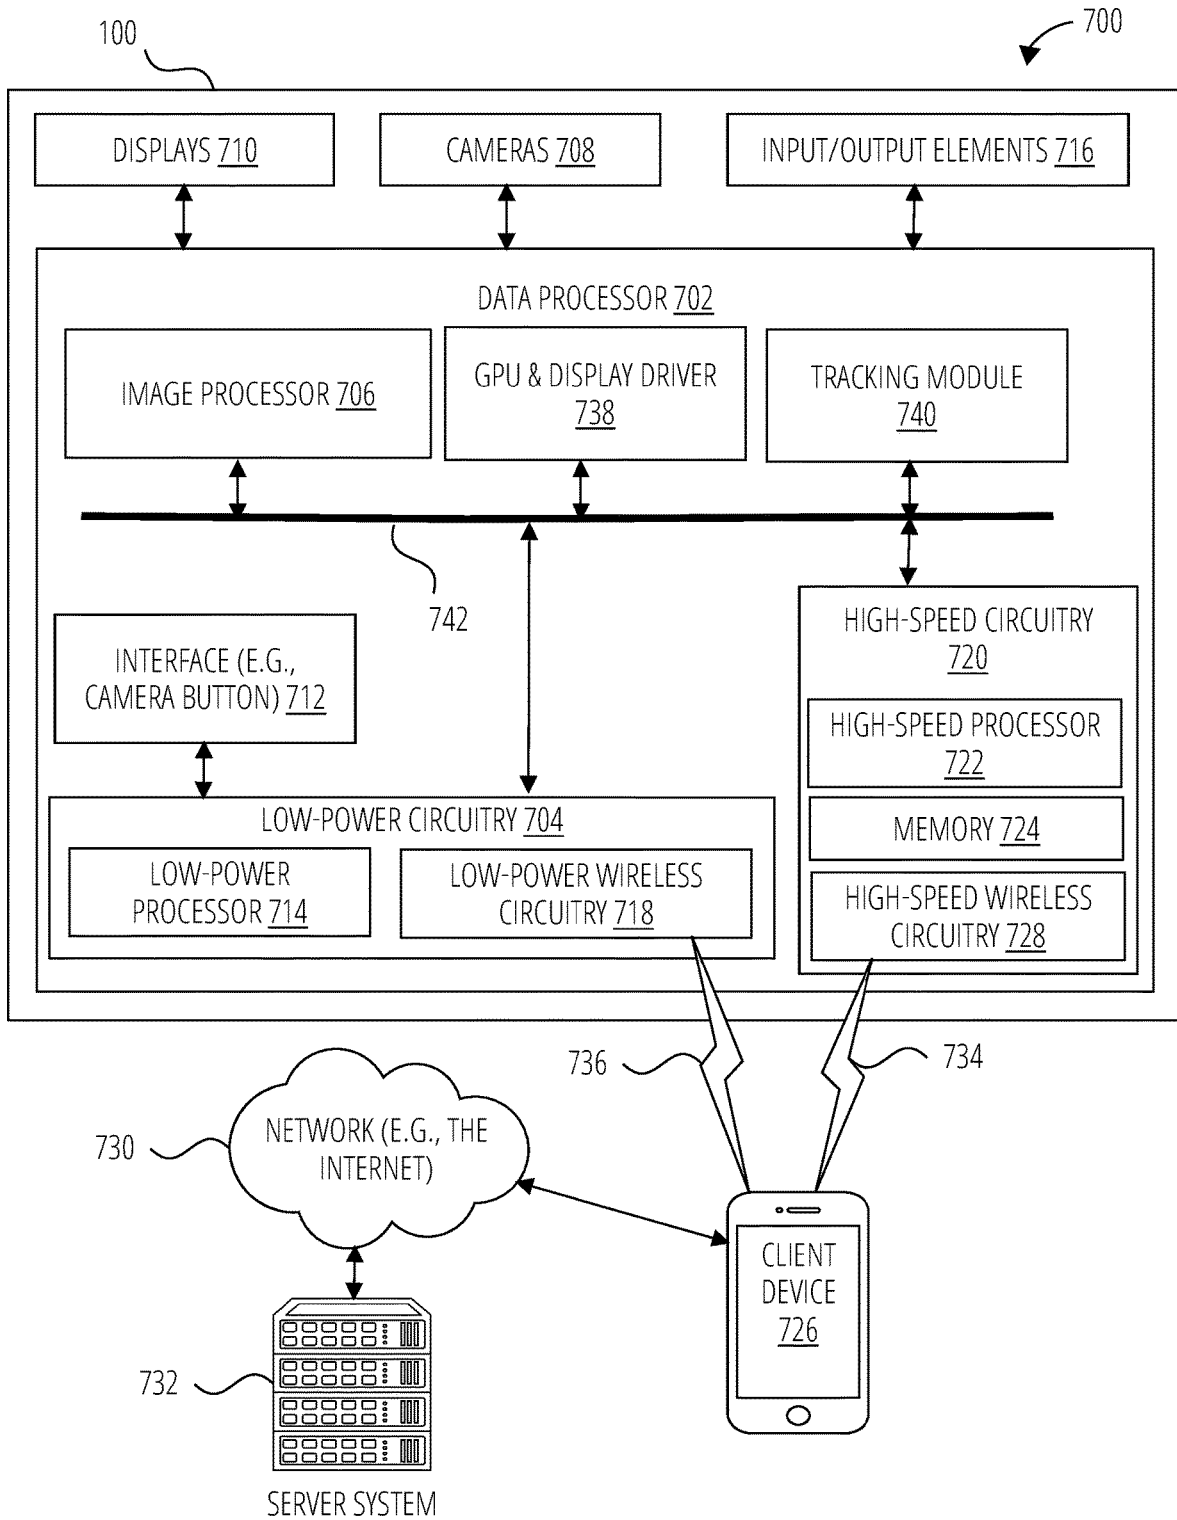 100
700
DISPLAYS 710
CAMERAS 708
INPUT/OUTPUT ELEMENTS 716
DATA PROCESSOR 702
IMAGE PROCESSOR 706
GPU & DISPLAY DRIVER
738
TRACKING MODULE
740
742
INTERFACE (E.G.,
CAMERA BUTTON) 712
HIGH-SPEED CIRCUITRY
720
HIGH-SPEED PROCESSOR
722
MEMORY 724
HIGH-SPEED WIRELESS
CIRCUITRY 728
LOW-POWER CIRCUITRY 704
LOW-POWER
PROCESSOR 714
LOW-POWER WIRELESS
CIRCUITRY 718
736
734
730
NETWORK (E.G., THE
INTERNET)
CLIENT
DEVICE
726
732
SERVER SYSTEM